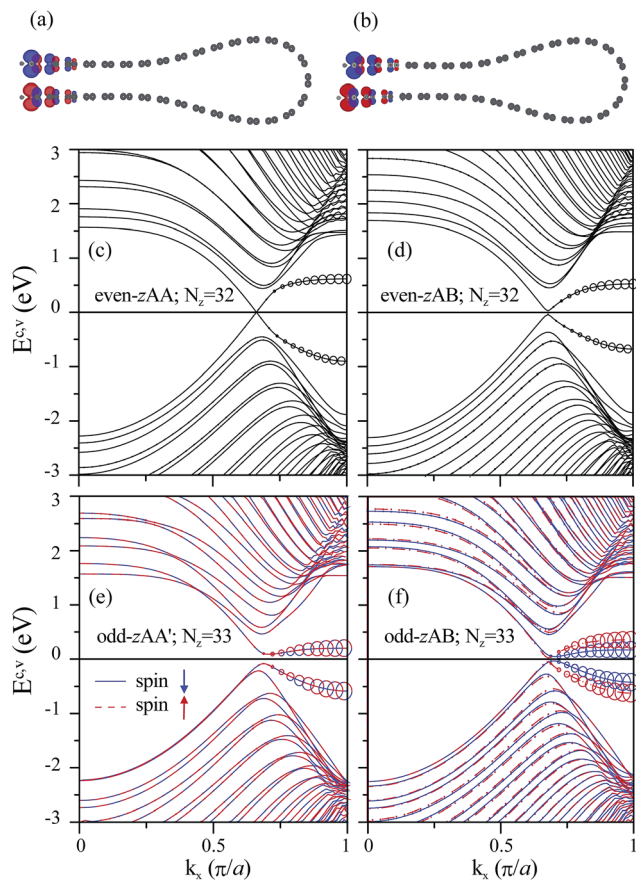 (a)
(b)
3
2
1
0
-1
-2
-3
(c)
even-zAA; N_z=32
(d)
even-zAB; N_z=32
E^c,v (eV)
3
2
1
0
-1
-2
-3
(e)
odd-zAA'; N_z=33
(f)
odd-zAB; N_z=33
spin
spin
E^c,v (eV)
0
0.5
1
0
0.5
1
k_x (π/a)
k_x (π/a)